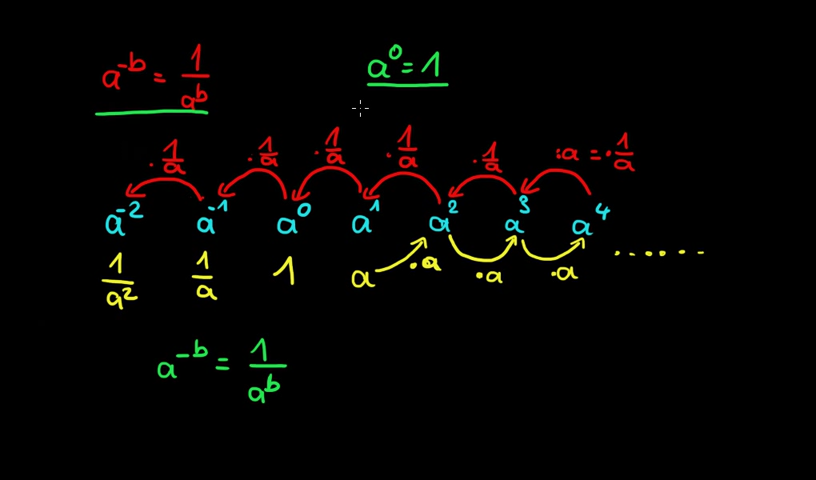 a^-b = 1/a^b   a^0 = 1
· 1/a   · 1/a   · 1/a   · 1/a   · 1/a   :a = · 1/a
a^-2   a^-1   a^0   a^1   a^2   a^3   a^4
1/a^2   1/a   1   a   ·a   ·a   ·a   .......
a^-b = 1/a^b